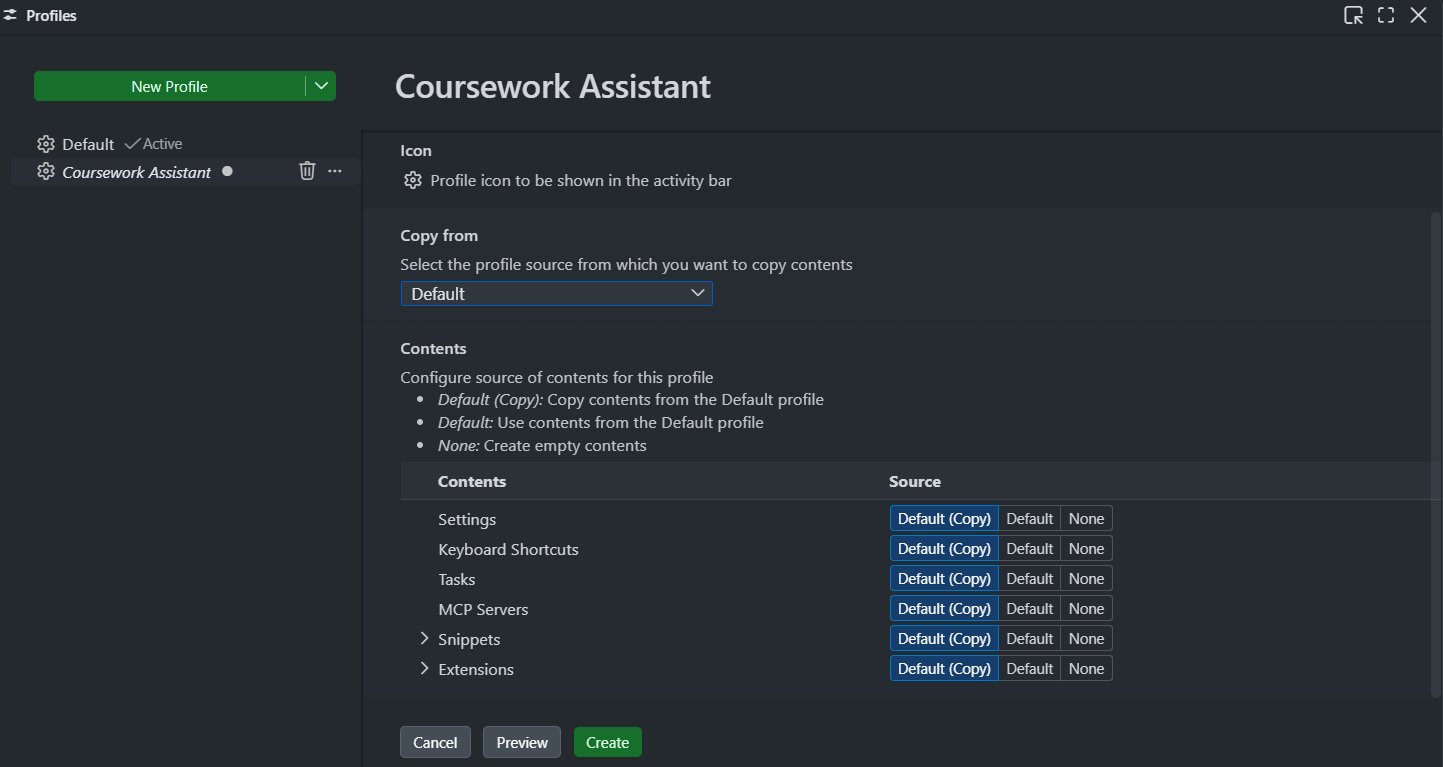 Profiles
New Profile
Default Active
Coursework Assistant
Coursework Assistant
Icon
Profile icon to be shown in the activity bar
Copy from
Select the profile source from which you want to copy contents
Default
Contents
Configure source of contents for this profile
Default (Copy): Copy contents from the Default profile
Default: Use contents from the Default profile
None: Create empty contents
Contents Source
Settings Default (Copy) Default None
Keyboard Shortcuts Default (Copy) Default None
Tasks Default (Copy) Default None
MCP Servers Default (Copy) Default None
Snippets Default (Copy) Default None
Extensions Default (Copy) Default None
Cancel Preview Create